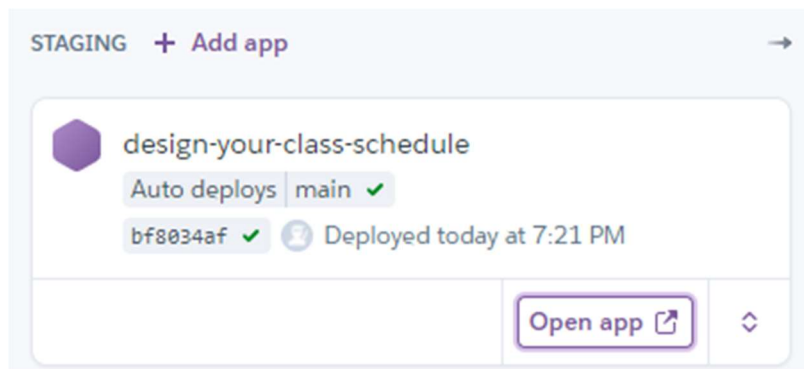 STAGING + Add app
design-your-class-schedule
Auto deploys main
bf8034af Deployed today at 7:21 PM
Open app